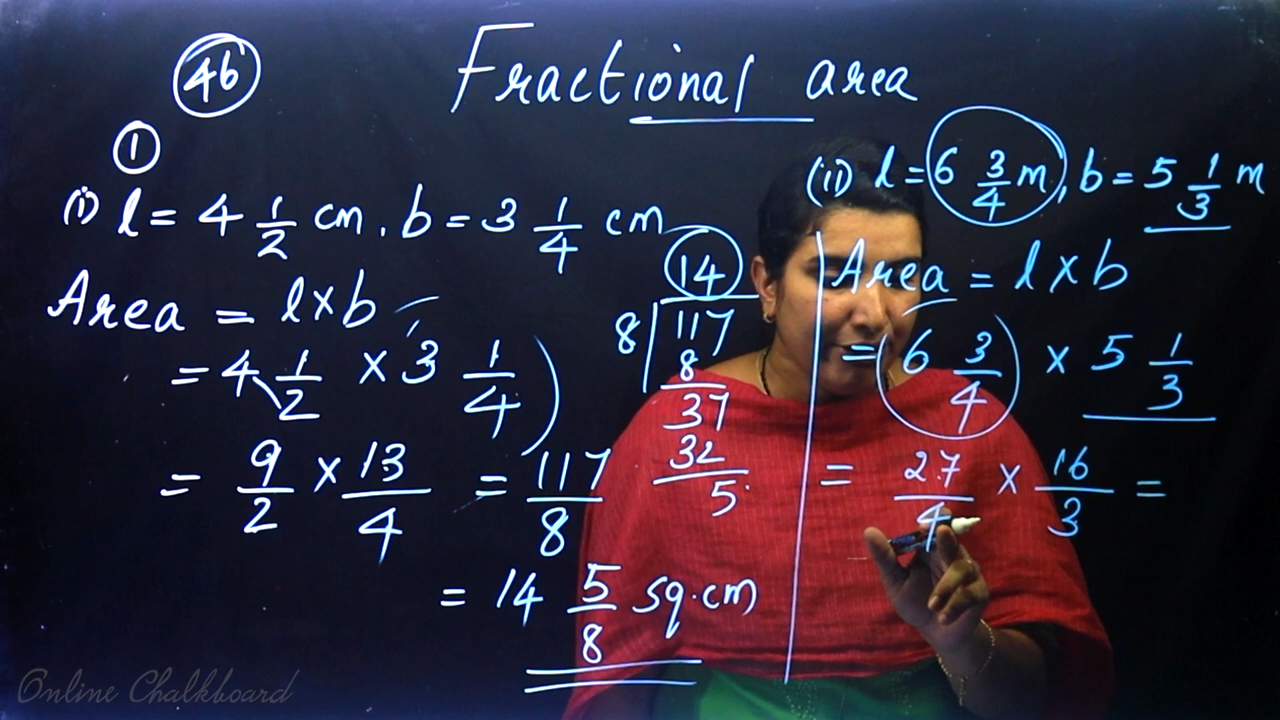 46
Fractional area
1
(i) l = 4 1/2 cm, b = 3 1/4 cm
Area = l x b
= 4 1/2 x 3 1/4 )
= 9/2 x 13/4 = 117/8
= 14 5/8 sq.cm
14
8 | 117
8
37
32
5
(ii) l = 6 3/4 m, b = 5 1/3 m
Area = l x b
= (6 3/4) x 5 1/3
= 27/4 x 16/3 =
Online Chalkboard